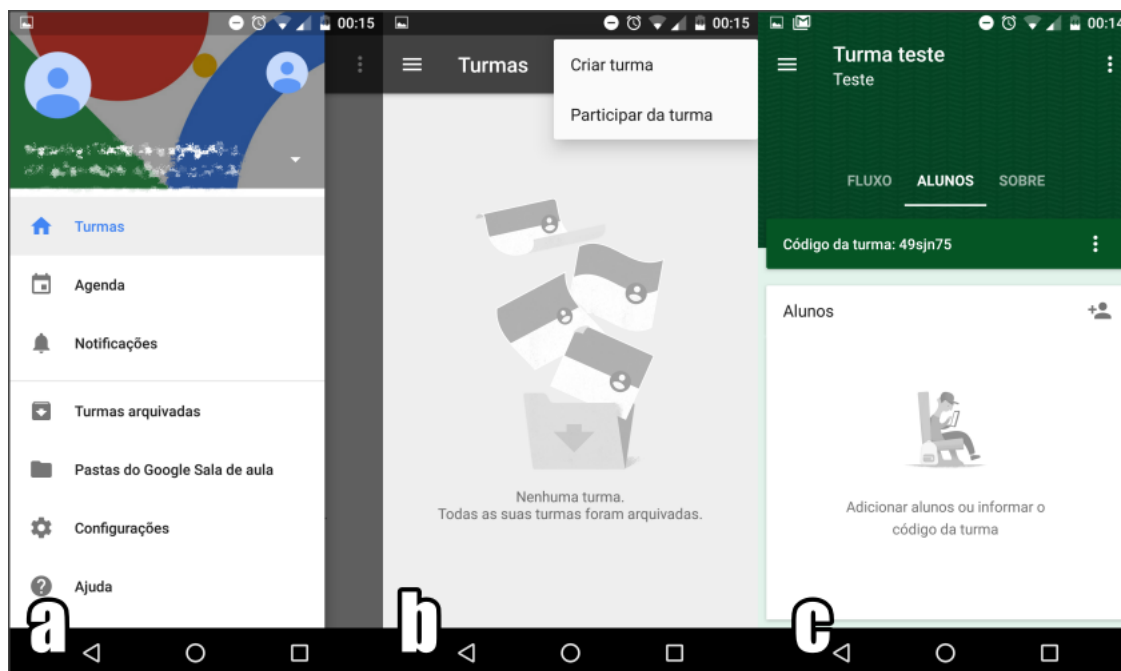 00:15
Turmas
Agenda
Notificações
Turmas arquivadas
Pastas do Google Sala de aula
Configurações
Ajuda
a
00:15
Turmas
Criar turma
Participar da turma
Nenhuma turma.
Todas as suas turmas foram arquivadas.
b
00:14
Turma teste
Teste
FLUXO ALUNOS SOBRE
Código da turma: 49sjn75
Alunos
Adicionar alunos ou informar o
código da turma
c